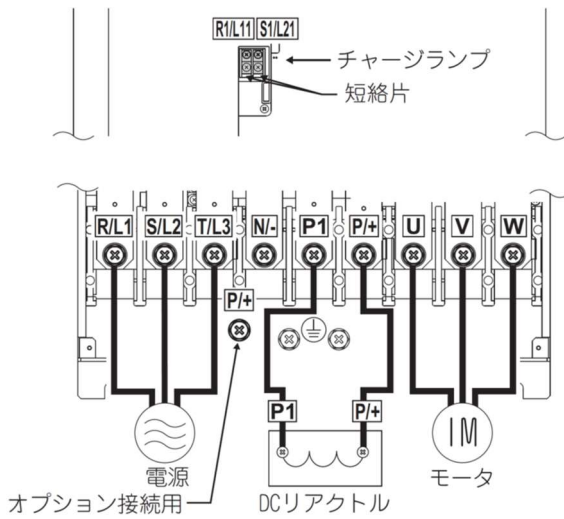 R1/L11 S1/L21
チャージランプ
短絡片
R/L1 S/L2 T/L3 N/- P1 P/+ U V W
P/+
P1 P/+
IM
電源 モータ
オプション接続用 DCリアクトル